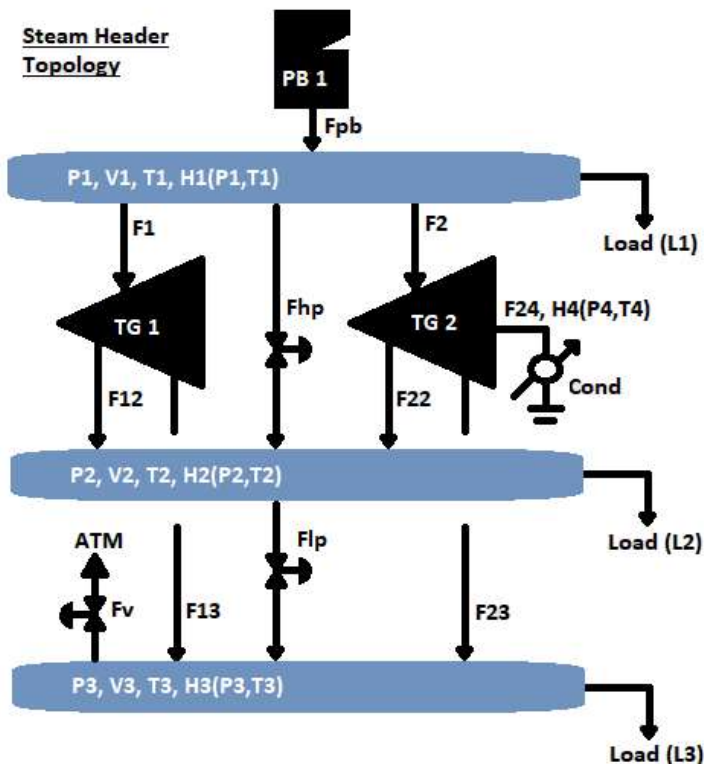 Steam Header
Topology
PB 1
Fpb
P1, V1, T1, H1(P1,T1)
Load (L1)
F1
Fhp
F2
TG 1
TG 2
F24, H4(P4,T4)
Cond
F12
F22
P2, V2, T2, H2(P2,T2)
Load (L2)
ATM
Fv
F13
Flp
F23
P3, V3, T3, H3(P3,T3)
Load (L3)